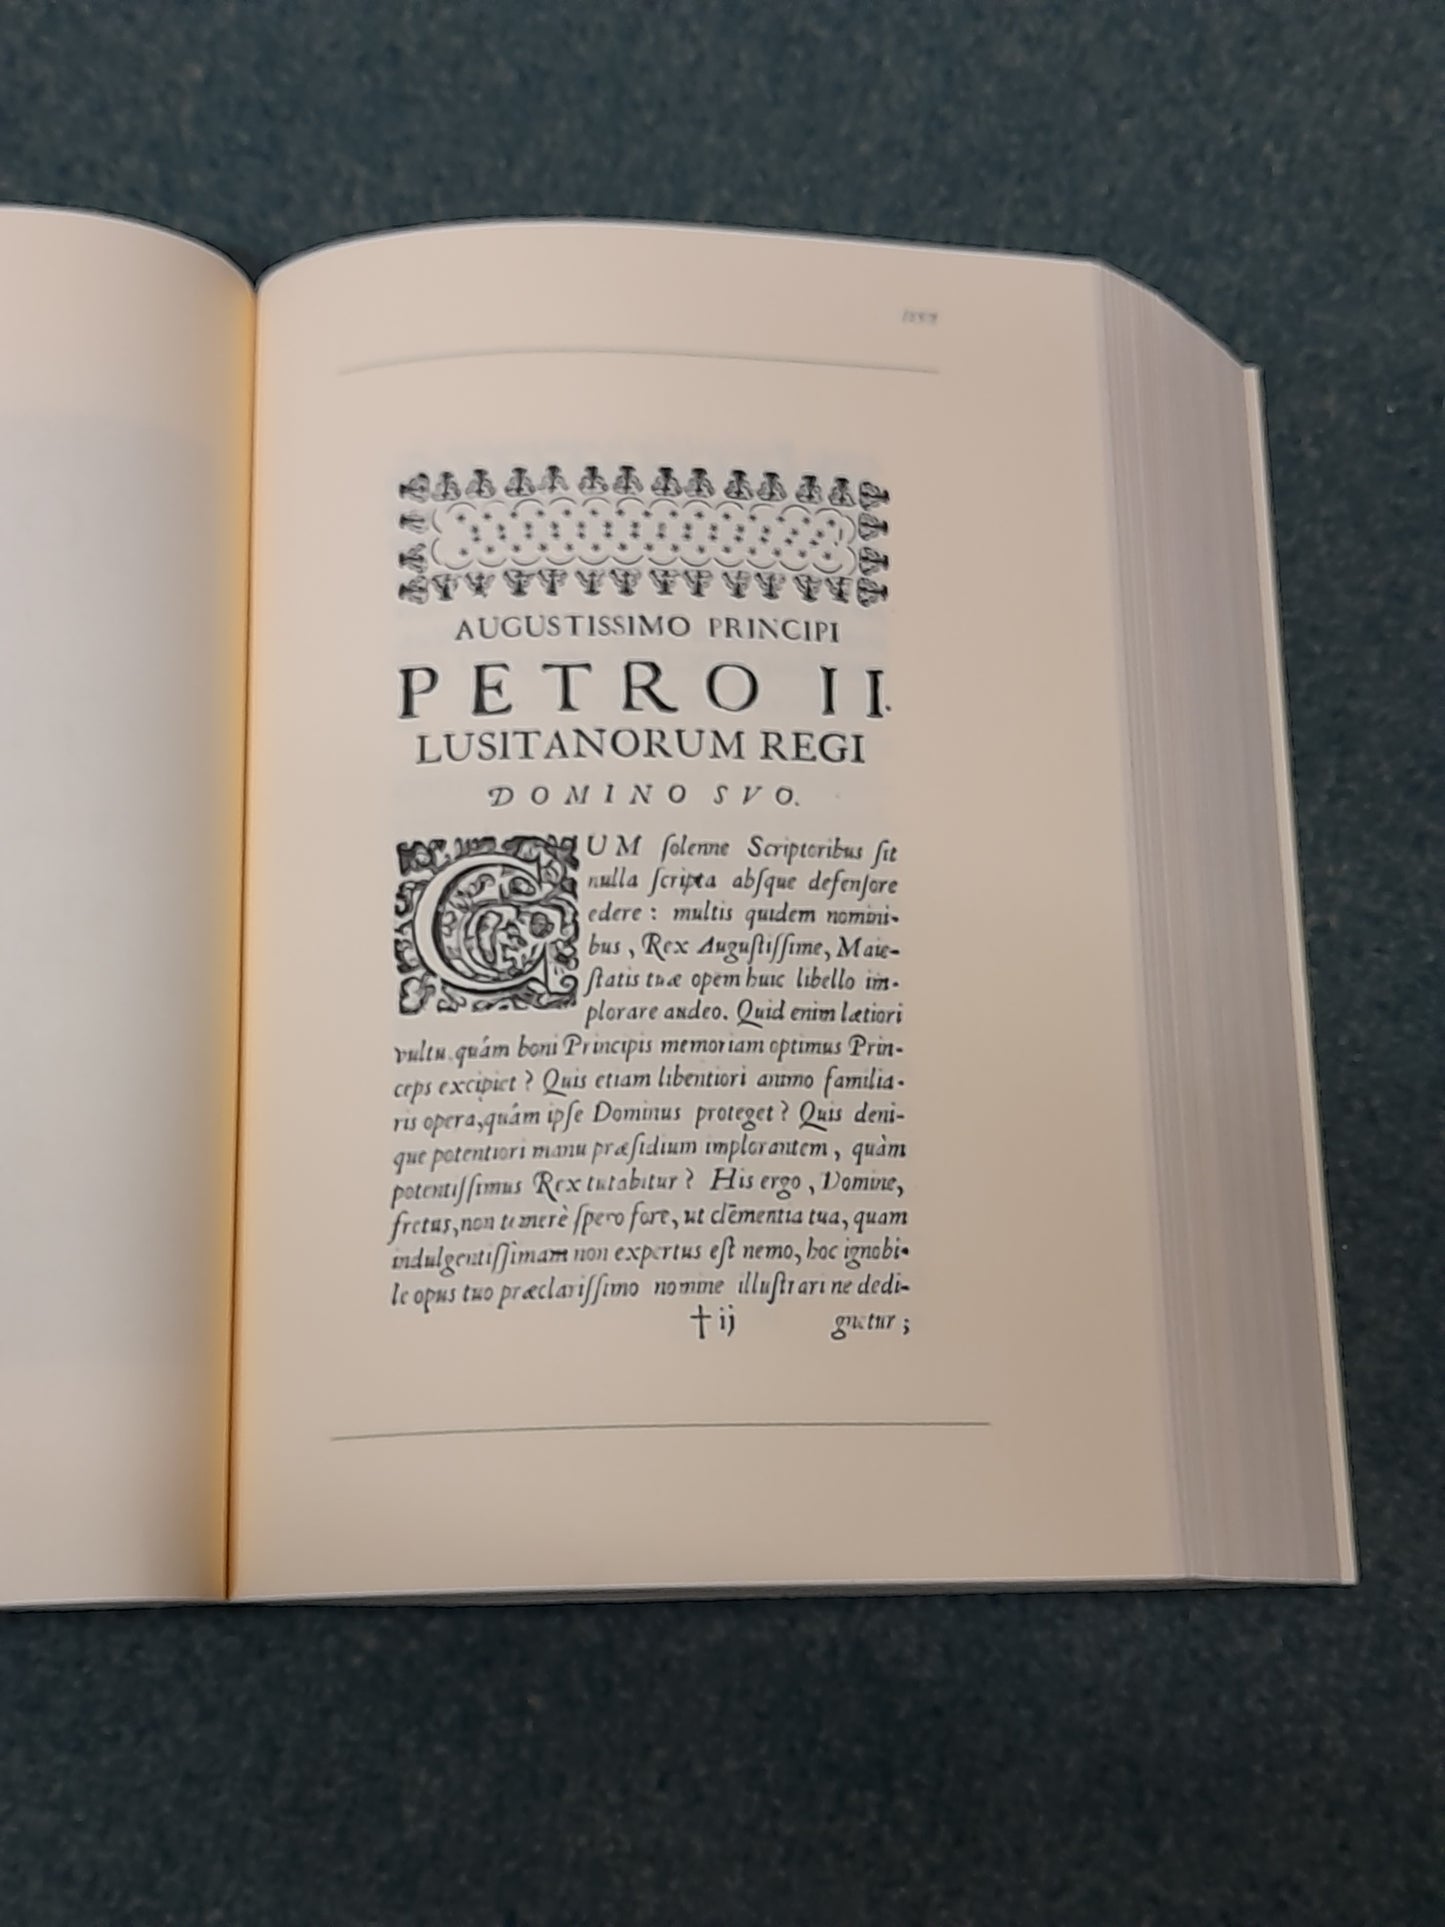 AUGUSTISSIMO PRINCIPI
PETRO II.
LUSITANORUM REGI
DOMINO SVO.
CUM ſolenne Scriptoribus ſit
nulla ſcripta abſque defenſore
edere : multis quidem nomini-
bus, Rex Auguſtiſſime, Maie-
ſtatis tuæ opem huic libello im-
plorare audeo. Quid enim lætiori
vultu quám boni Principis memoriam optimus Prin-
ceps excipiet ? Quis etiam libentiori animo familia-
ris opera, quám ipſe Dominus proteget ? Quis deni-
que potentiori manu præſidium implorantem, quàm
potentiſſimus Rex tutabitur ? His ergo, Domine,
fretus, non temerè ſpero fore, ut clēmentia tua, quam
indulgentiſſimam non expertus eſt nemo, hoc ignobi-
le opus tuo præclariſſimo nomine illuſtrari ne dedi-
† ij gnetur ;